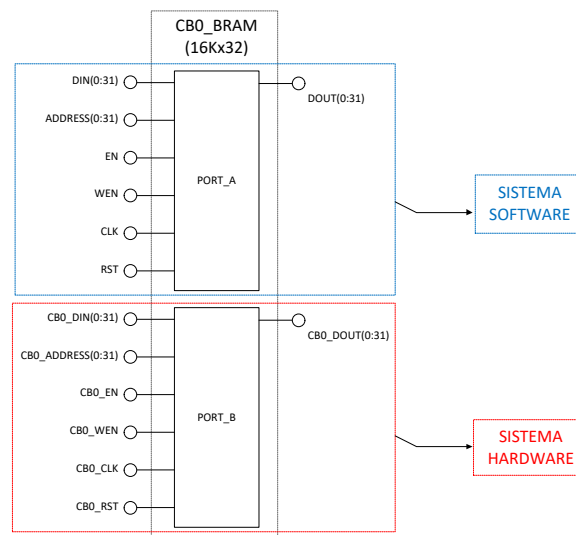 CB0_BRAM
(16Kx32)
DIN(0:31)
DOUT(0:31)
ADDRESS(0:31)
EN
PORT_A
WEN
CLK
RST
SISTEMA
SOFTWARE
CB0_DIN(0:31)
CB0_DOUT(0:31)
CB0_ADDRESS(0:31)
CB0_EN
PORT_B
CB0_WEN
CB0_CLK
CB0_RST
SISTEMA
HARDWARE